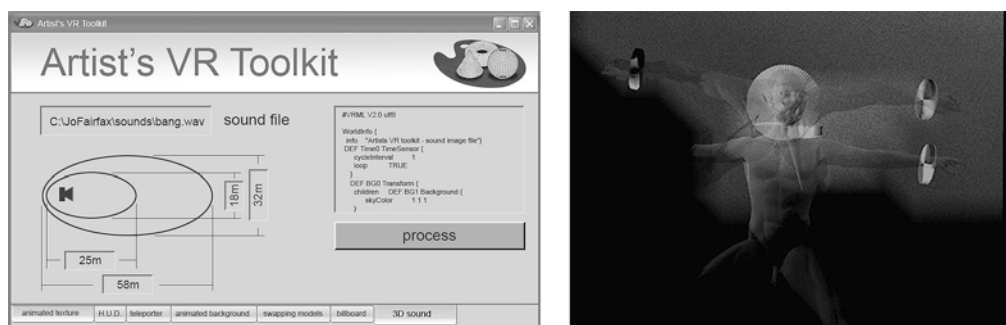 Artist's VR Toolkit
Artist's VR Toolkit
C:\JoFairfax\sounds\bang.wav sound file
#VRML V2.0 utf8
WorldInfo {
info "Artists VR toolkit - sound image file"}
DEF Time0 TimeSensor {
cycleInterval 1
loop TRUE
}
DEF BG0 Transform {
children DEF BG1 Background {
skyColor 1 1 1
}
18m
32m
process
25m
58m
animated texture H.U.D. teleporter animated background swapping models billboard 3D sound